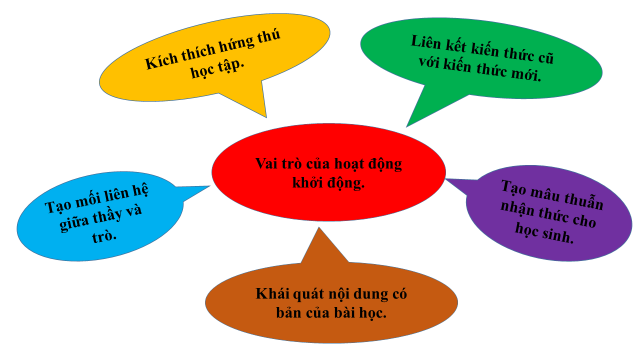 Kích thích hứng thú
học tập.
Liên kết kiến thức cũ
với kiến thức mới.
Vai trò của hoạt động
khởi động.
Tạo mối liên hệ
giữa thầy và
trò.
Tạo mâu thuẫn
nhận thức cho
học sinh.
Khái quát nội dung có
bản của bài học.